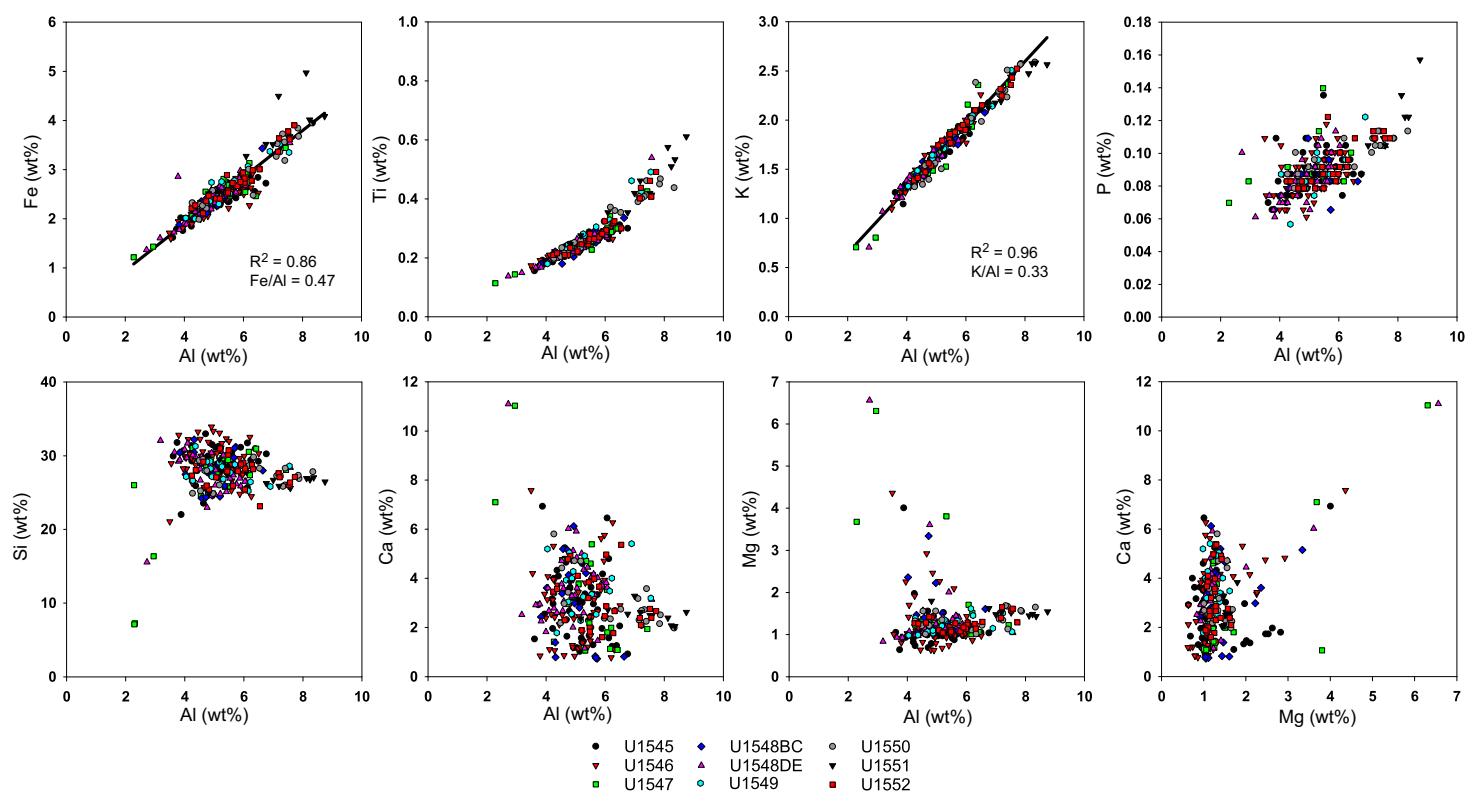 6
5
4
3
2
1
0
Fe (wt%)
R² = 0.86
Fe/Al = 0.47
0 2 4 6 8 10
Al (wt%)
1.0
0.8
0.6
0.4
0.2
0.0
Ti (wt%)
0 2 4 6 8 10
Al (wt%)
3.0
2.5
2.0
1.5
1.0
0.5
0.0
K (wt%)
R² = 0.96
K/Al = 0.33
0 2 4 6 8 10
Al (wt%)
0.18
0.16
0.14
0.12
0.10
0.08
0.06
0.04
0.02
0.00
P (wt%)
0 2 4 6 8 10
Al (wt%)
40
30
20
10
0
Si (wt%)
0 2 4 6 8 10
Al (wt%)
12
10
8
6
4
2
0
Ca (wt%)
0 2 4 6 8 10
Al (wt%)
7
6
5
4
3
2
1
0
Mg (wt%)
0 2 4 6 8 10
Al (wt%)
12
10
8
6
4
2
0
Ca (wt%)
0 1 2 3 4 5 6 7
Mg (wt%)
U1545 U1548BC U1550
U1546 U1548DE U1551
U1547 U1549 U1552